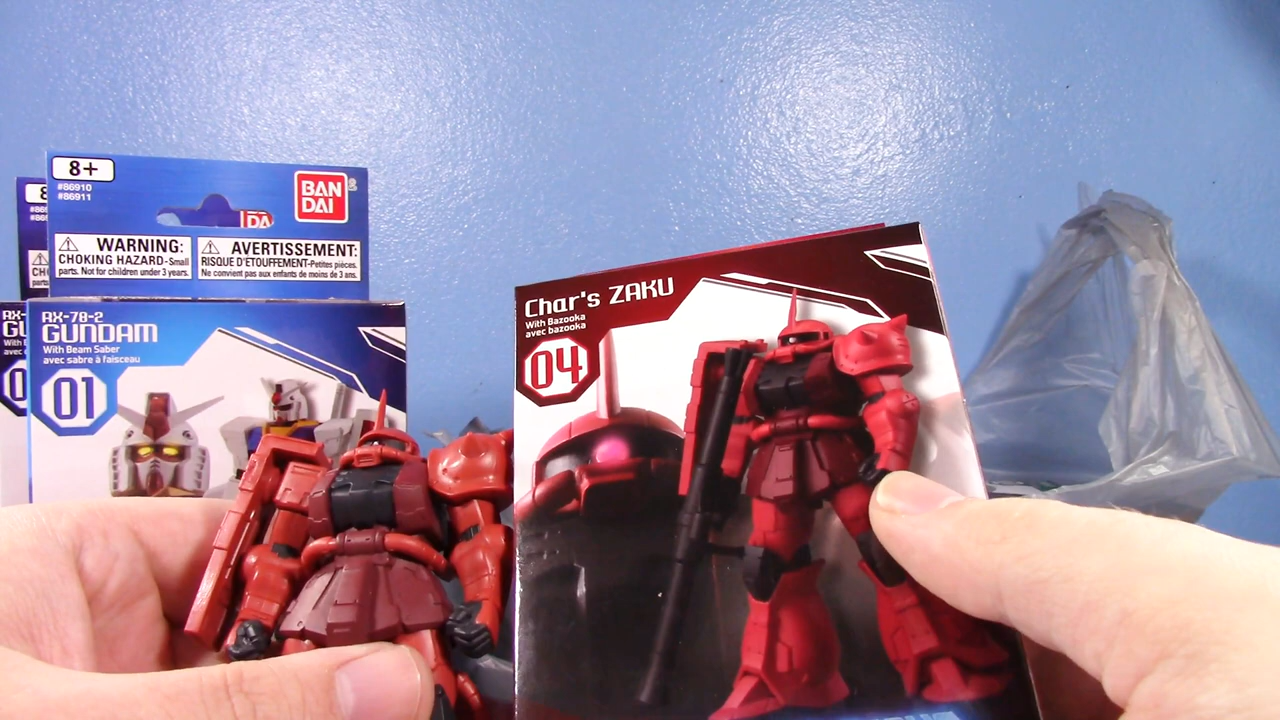 8+
#86910
#86911
BAN
DAI
WARNING:
CHOKING HAZARD-Small
parts. Not for children under 3 years.
AVERTISSEMENT:
RISQUE D'ÉTOUFFEMENT-Petites pièces.
Ne convient pas aux enfants de moins de 3 ans.
RX-78-2
GUNDAM
With Beam Saber
avec sabre à faisceau
01
Char's ZAKU
With Bazooka
avec bazooka
04